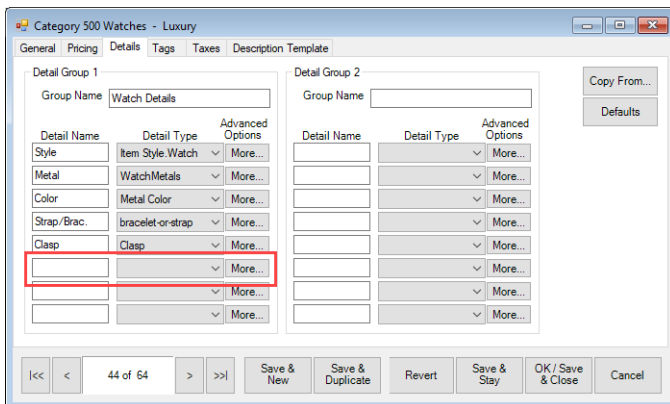 Category 500 Watches - Luxury
General Pricing Details Tags Taxes Description Template
Detail Group 1
Group Name Watch Details
Detail Name Detail Type Advanced Options
Style Item Style.Watch More...
Metal WatchMetals More...
Color Metal Color More...
Strap/Brac. bracelet-or-strap More...
Clasp Clasp More...
More...
More...
More...
Detail Group 2
Group Name
Detail Name Detail Type Advanced Options
More...
More...
More...
More...
More...
More...
More...
More...
Copy From...
Defaults
|<< < 44 of 64 > >>| Save & New Save & Duplicate Revert Save & Stay OK / Save & Close Cancel